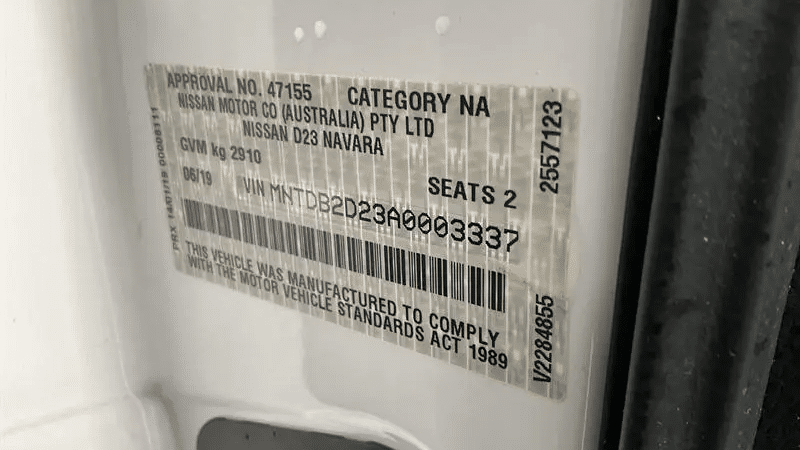 APPROVAL NO. 47155 CATEGORY NA
NISSAN MOTOR CO (AUSTRALIA) PTY LTD
NISSAN D23 NAVARA
GVM kg 2910
06/19 SEATS 2
VIN MNTDB2D23A0003337
THIS VEHICLE WAS MANUFACTURED TO COMPLY
WITH THE MOTOR VEHICLE STANDARDS ACT 1989
2557123
V2284855